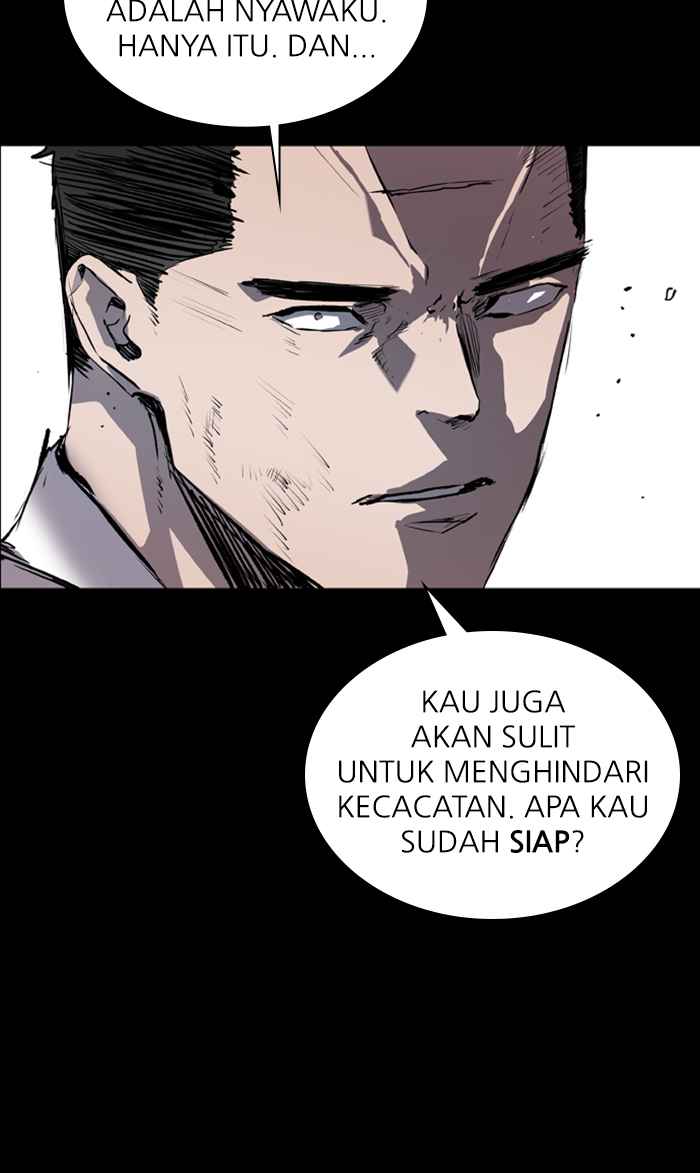 ADALAH NYAWAKU.
HANYA ITU. DAN...
KAU JUGA
AKAN SULIT
UNTUK MENGHINDARI
KECACATAN. APA KAU
SUDAH SIAP?